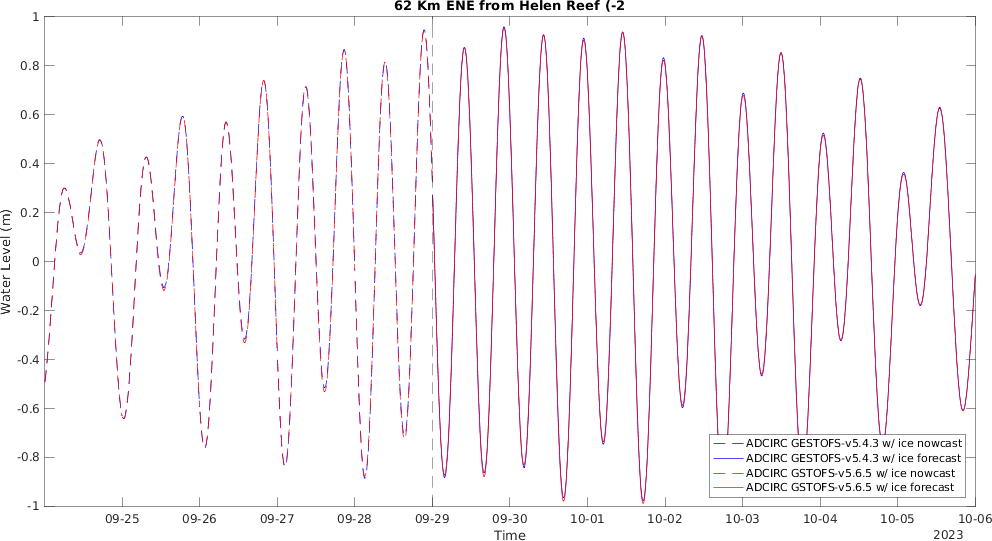 62 Km ENE from Helen Reef (-2
Water Level (m)
1
0.8
0.6
0.4
0.2
0
-0.2
-0.4
-0.6
-0.8
-1
ADCIRC GESTOFS-v5.4.3 w/ ice nowcast
ADCIRC GESTOFS-v5.4.3 w/ ice forecast
ADCIRC GSTOFS-v5.6.5 w/ ice nowcast
ADCIRC GSTOFS-v5.6.5 w/ ice forecast
09-25 09-26 09-27 09-28 09-29 09-30 10-01 10-02 10-03 10-04 10-05 10-06
Time
2023